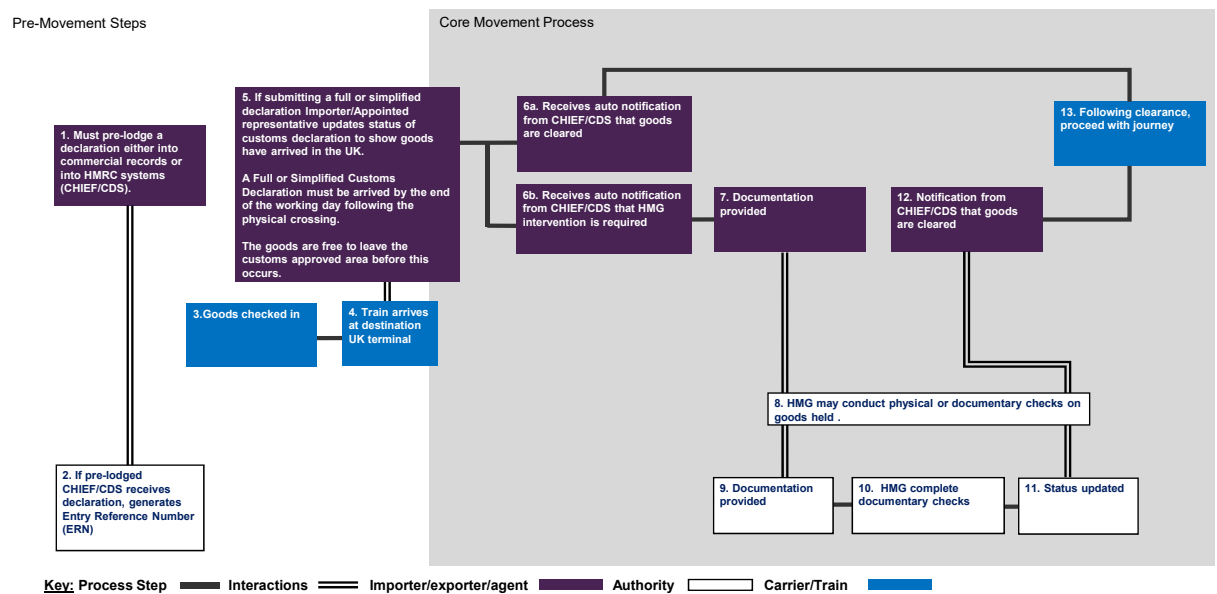 Pre-Movement Steps
Core Movement Process
1. Must pre-lodge a
declaration either into
commercial records or
into HMRC systems
(CHIEF/CDS).
2. If pre-lodged
CHIEF/CDS receives
declaration, generates
Entry Reference Number
(ERN)
3.Goods checked in
4. Train arrives
at destination
UK terminal
5. If submitting a full or simplified
declaration Importer/Appointed
representative updates status of
customs declaration to show goods
have arrived in the UK.
A Full or Simplified Customs
Declaration must be arrived by the end
of the working day following the
physical crossing.
The goods are free to leave the
customs approved area before this
occurs.
6a. Receives auto notification
from CHIEF/CDS that goods
are cleared
6b. Receives auto notification
from CHIEF/CDS that HMG
intervention is required
7. Documentation
provided
8. HMG may conduct physical or documentary checks on
goods held .
9. Documentation
provided
10. HMG complete
documentary checks
11. Status updated
12. Notification from
CHIEF/CDS that goods
are cleared
13. Following clearance,
proceed with journey
Key: Process Step Interactions Importer/exporter/agent Authority Carrier/Train